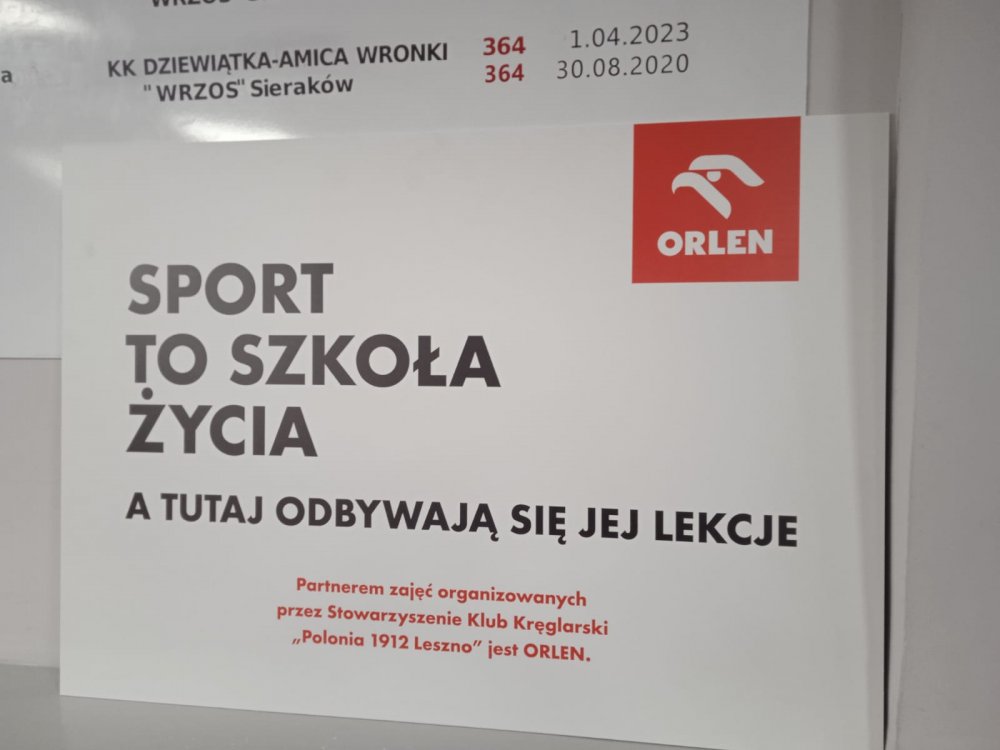 KK DZIEWIĄTKA-AMICA WRONKI 364 1.04.2023
"WRZOS" Sieraków 364 30.08.2020
ORLEN
SPORT
TO SZKOŁA
ŻYCIA
A TUTAJ ODBYWAJĄ SIĘ JEJ LEKCJE
Partnerem zajęć organizowanych
przez Stowarzyszenie Klub Kręglarski
„Polonia 1912 Leszno” jest ORLEN.